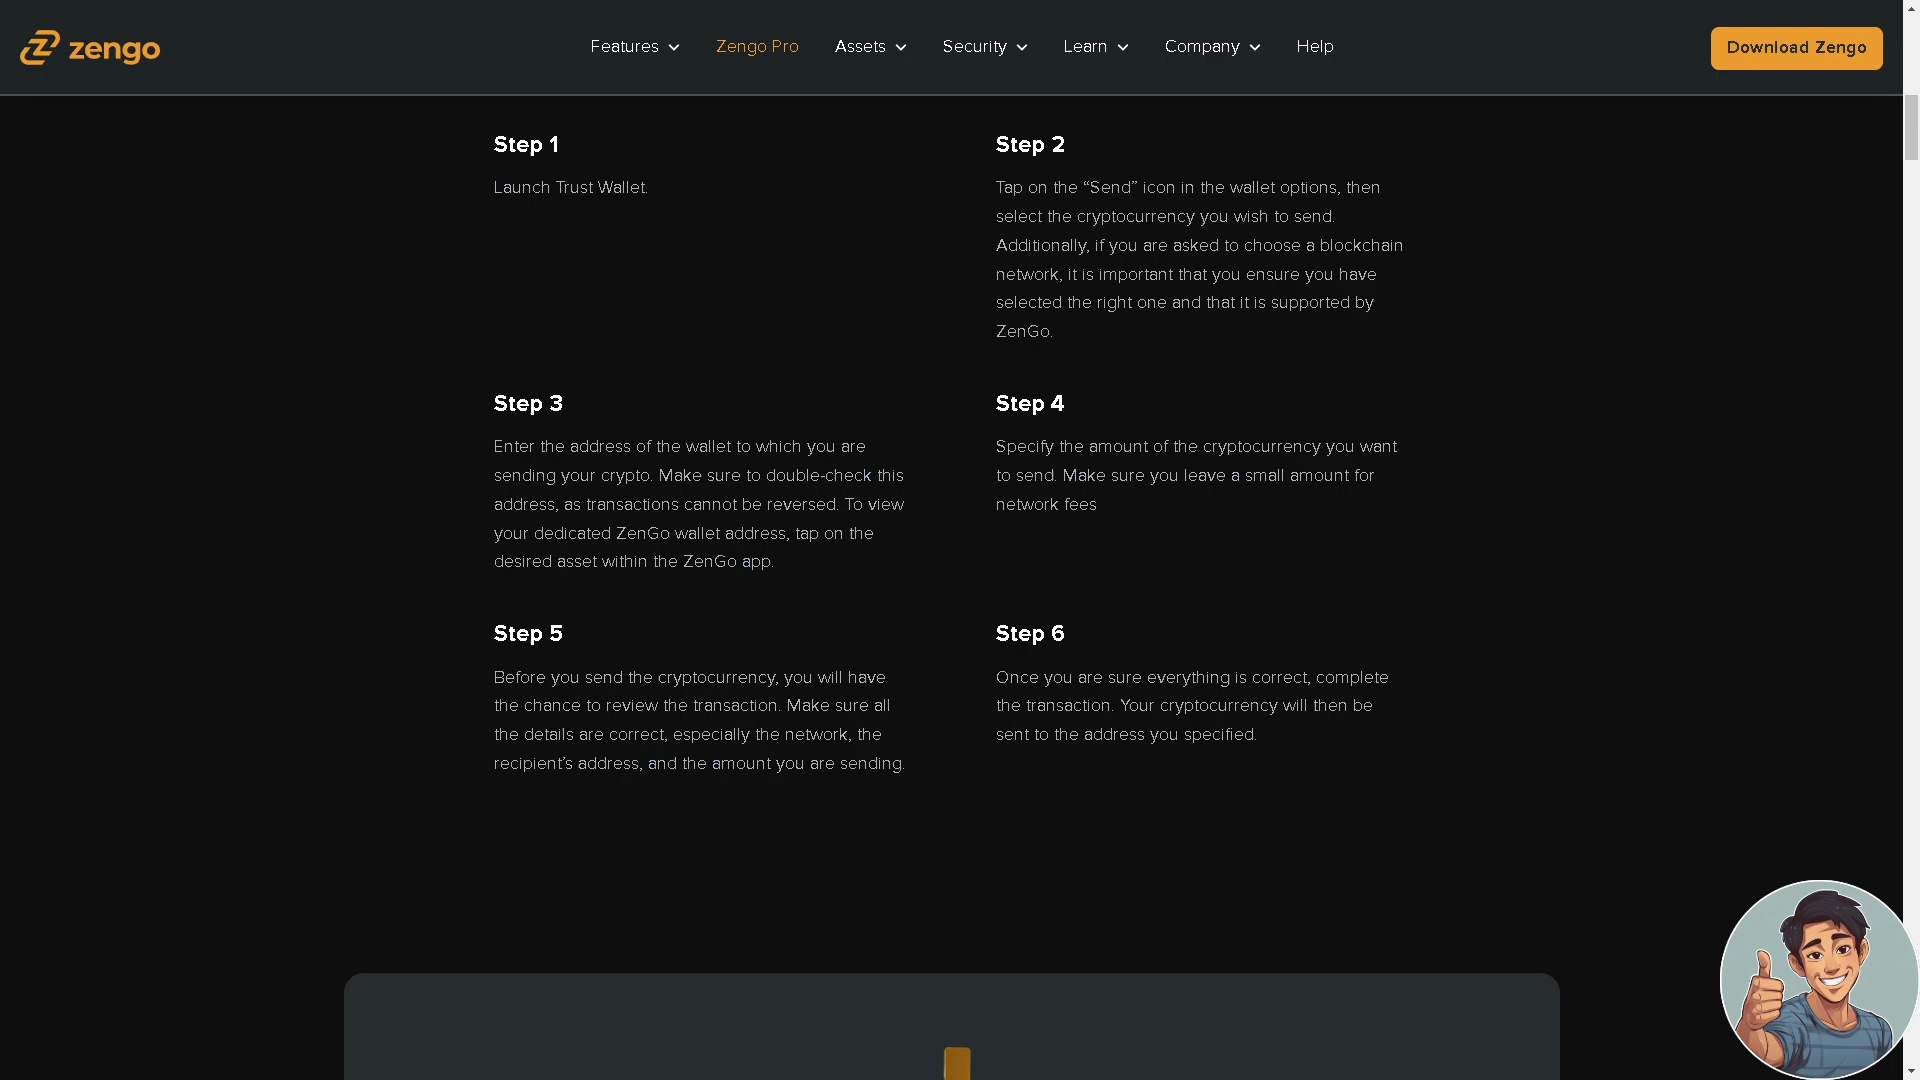 zengo
Features
Zengo Pro
Assets
Security
Learn
Company
Help
Download Zengo
Step 1
Launch Trust Wallet.
Step 2
Tap on the “Send” icon in the wallet options, then
select the cryptocurrency you wish to send.
Additionally, if you are asked to choose a blockchain
network, it is important that you ensure you have
selected the right one and that it is supported by
ZenGo.
Step 3
Enter the address of the wallet to which you are
sending your crypto. Make sure to double-check this
address, as transactions cannot be reversed. To view
your dedicated ZenGo wallet address, tap on the
desired asset within the ZenGo app.
Step 4
Specify the amount of the cryptocurrency you want
to send. Make sure you leave a small amount for
network fees
Step 5
Before you send the cryptocurrency, you will have
the chance to review the transaction. Make sure all
the details are correct, especially the network, the
recipient’s address, and the amount you are sending.
Step 6
Once you are sure everything is correct, complete
the transaction. Your cryptocurrency will then be
sent to the address you specified.